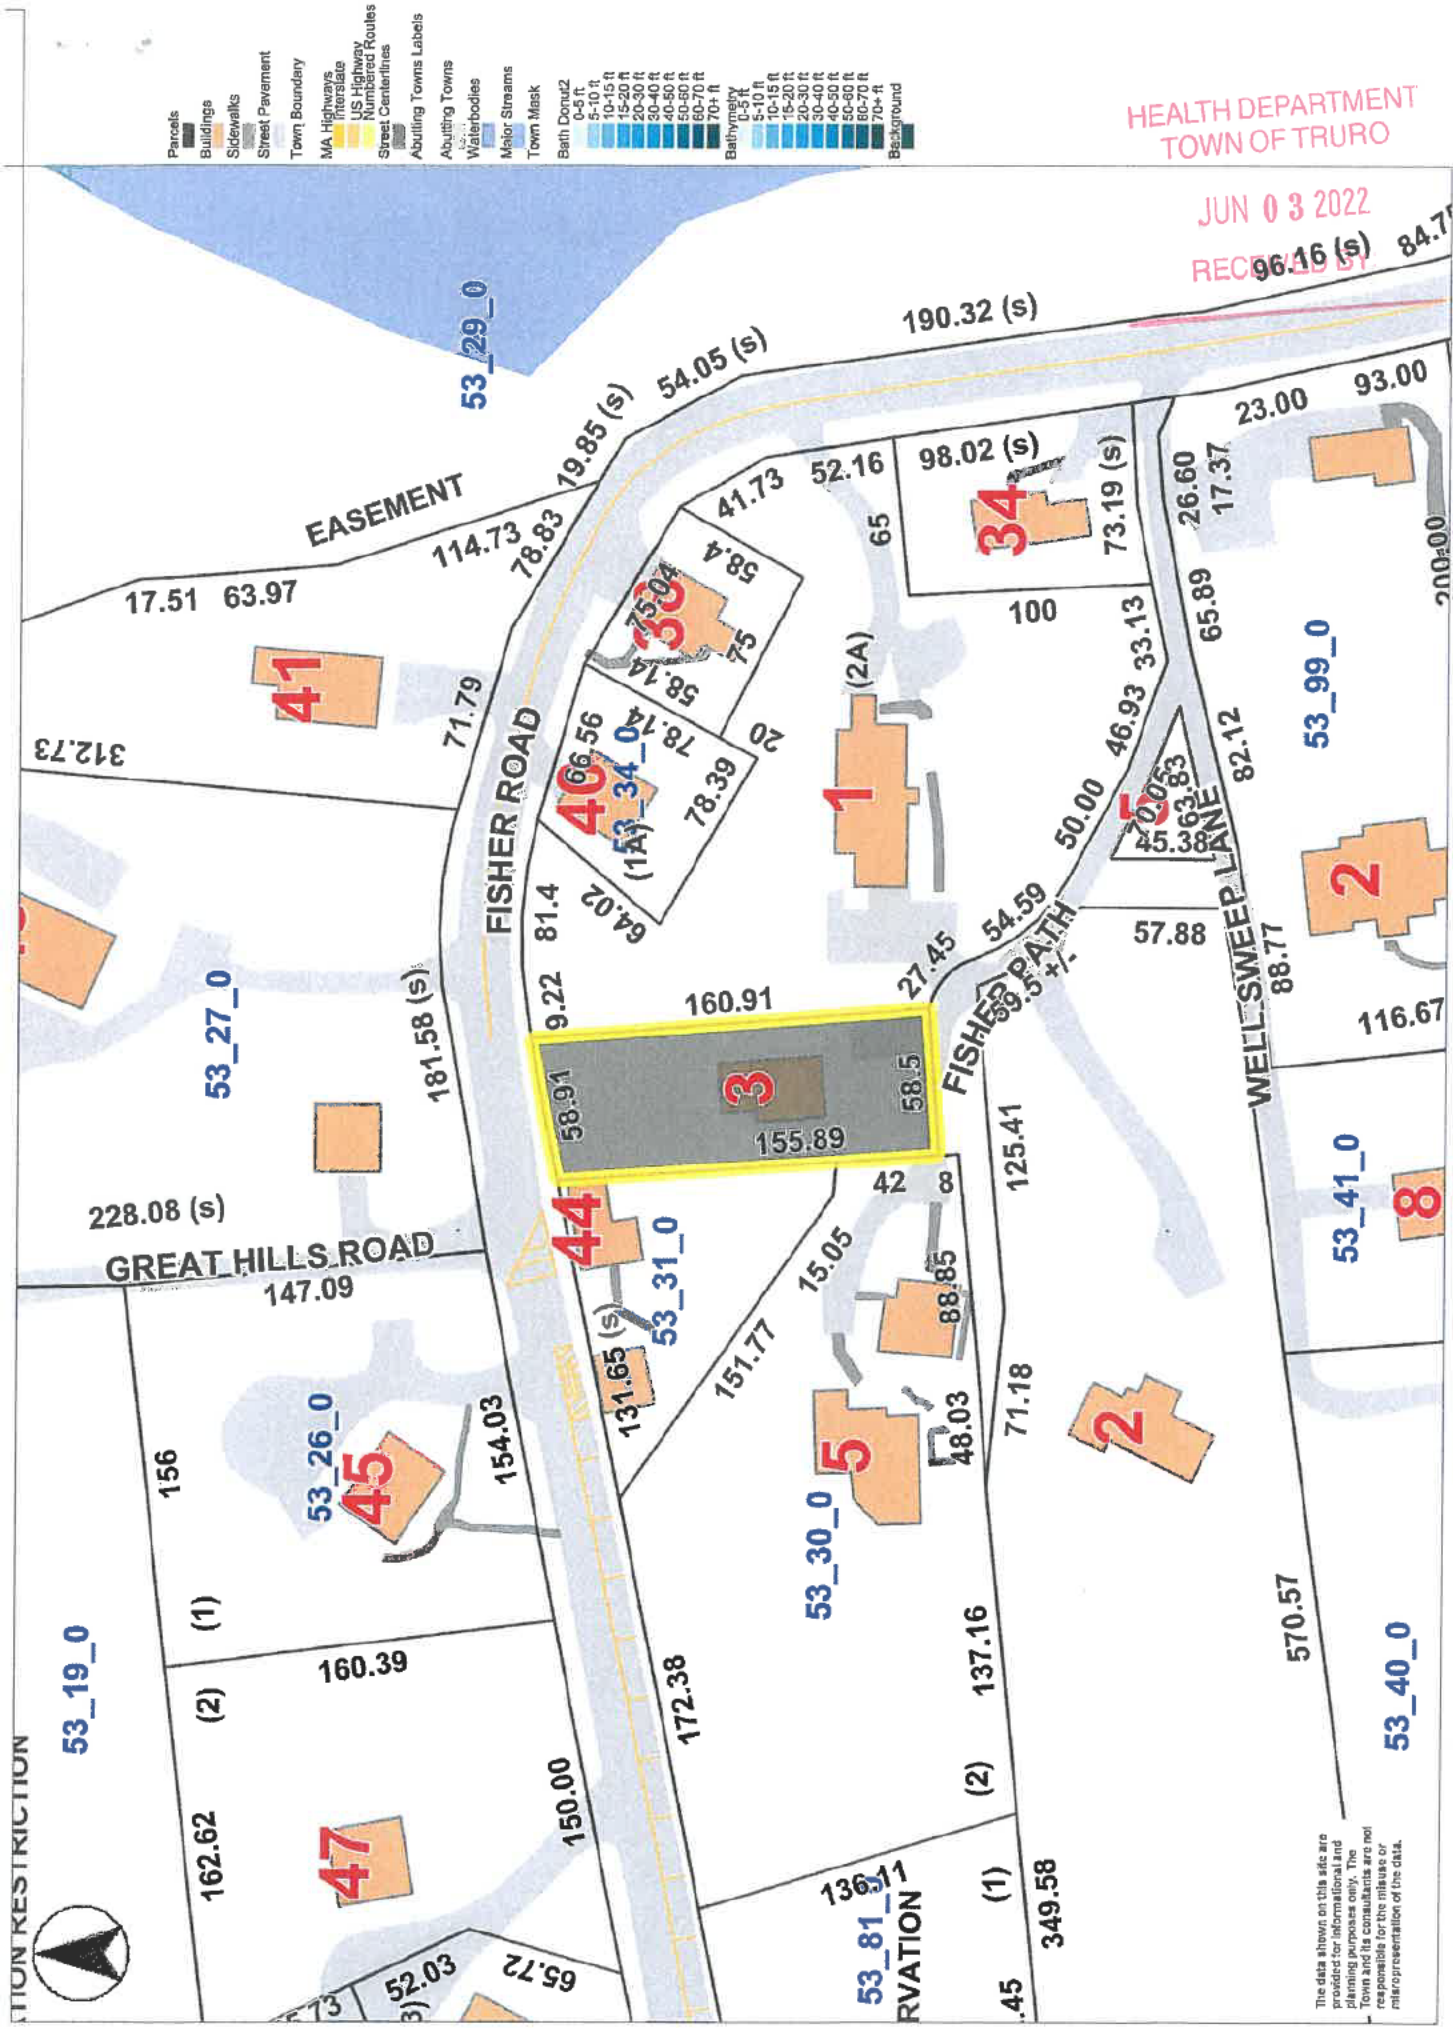 TION RESTRICTION
53_19_0
156
(1)
(2)
162.62
160.39
47
52.03
65.72
150.00
53_26_0
45
154.03
228.08 (s)
GREAT HILLS ROAD
147.09
53_27_0
181.58 (s)
312.73
41
71.79
17.51
63.97
EASEMENT
114.73
78.83
19.85 (s)
54.05 (s)
53_29_0
190.32 (s)
96.16 (s)
FISHER ROAD
81.4
9.22
64.02
46
66.56
53_34_0
(1A)
78.14
78.39
20
58.14
75.04
75
58.4
41.73
52.16
65
98.02 (s)
34
73.19 (s)
100
33.13
1
(2A)
160.91
58.91
3
155.89
58.5
27.45
54.59
50.00
46.93
FISHER PATH
59.5 +/-
44
53_31_0
131.65 (s)
151.77
15.05
42
8
88.85
125.41
71.18
48.03
5
53_30_0
172.38
137.16
(2)
(1)
136.11
RVATION
349.58
.45
2
570.57
53_40_0
53_41_0
8
WELL SWEEP LANE
88.77
57.88
45.38
63.83
82.12
65.89
26.60
17.37
23.00
93.00
53_99_0
2
116.67
200.00
Parcels
Buildings
Sidewalks
Street Pavement
Town Boundary
MA Highways
Interstate
US Highway
Numbered Routes
Street Centerlines
Abutting Towns Labels
Abutting Towns
Waterbodies
Major Streams
Town Mask
Bath Donut2
0-5 ft
5-10 ft
10-15 ft
15-20 ft
20-30 ft
30-40 ft
40-50 ft
50-60 ft
60-70 ft
70+ ft
Bathymetry
0-5 ft
5-10 ft
10-15 ft
15-20 ft
20-30 ft
30-40 ft
40-50 ft
50-60 ft
60-70 ft
70+ ft
Background
HEALTH DEPARTMENT
TOWN OF TRURO
JUN 03 2022
RECEIVED BY
The data shown on this site are
provided for informational and
planning purposes only. The
Town and its consultants are not
responsible for the misuse or
misrepresentation of the data.